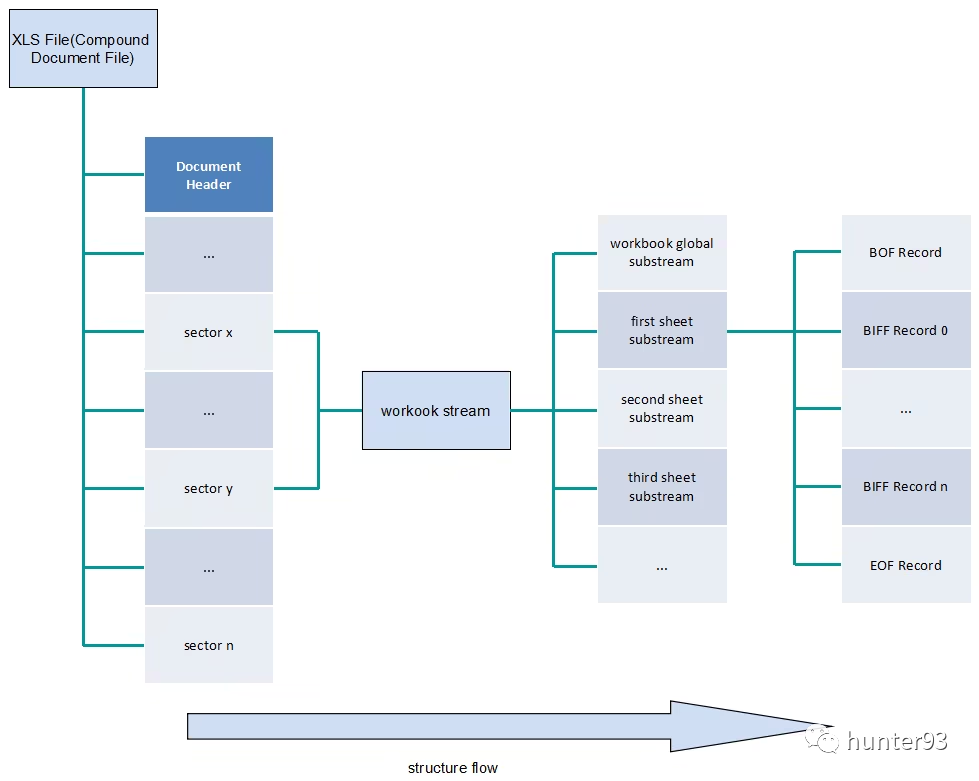 XLS File(Compound
Document File)
Document
Header
...
sector x
...
sector y
...
sector n
workook stream
workbook global
substream
first sheet
substream
second sheet
substream
third sheet
substream
...
BOF Record
BIFF Record 0
...
BIFF Record n
EOF Record
structure flow
hunter93